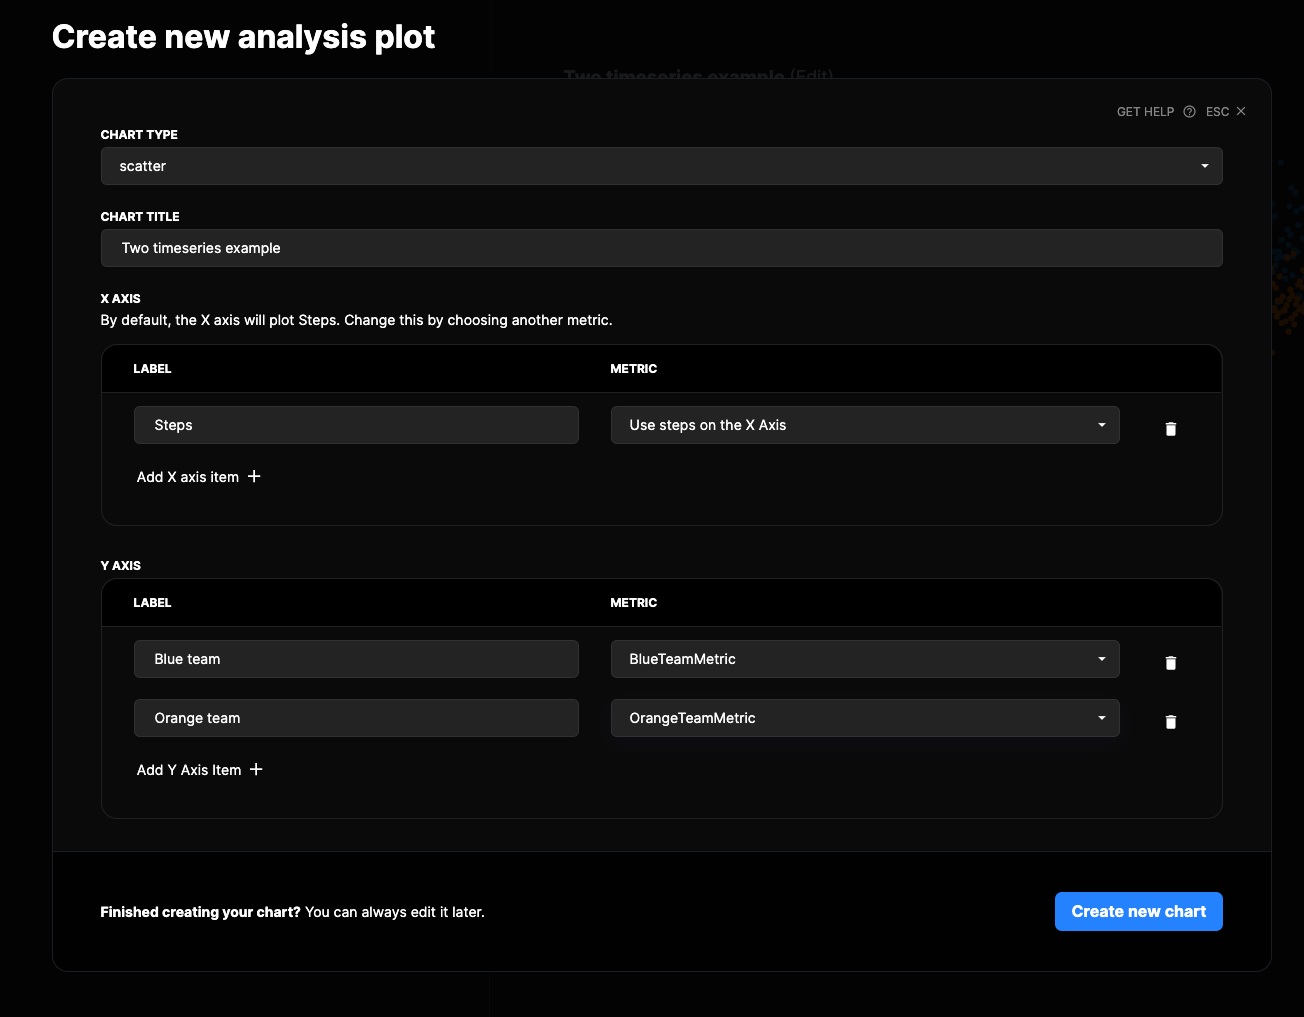 Create new analysis plot
Two timeseries example (Edit)
GET HELP ESC
CHART TYPE
scatter
CHART TITLE
Two timeseries example
X AXIS
By default, the X axis will plot Steps. Change this by choosing another metric.
LABEL METRIC
Steps Use steps on the X Axis
Add X axis item
Y AXIS
LABEL METRIC
Blue team BlueTeamMetric
Orange team OrangeTeamMetric
Add Y Axis Item
Finished creating your chart? You can always edit it later.
Create new chart